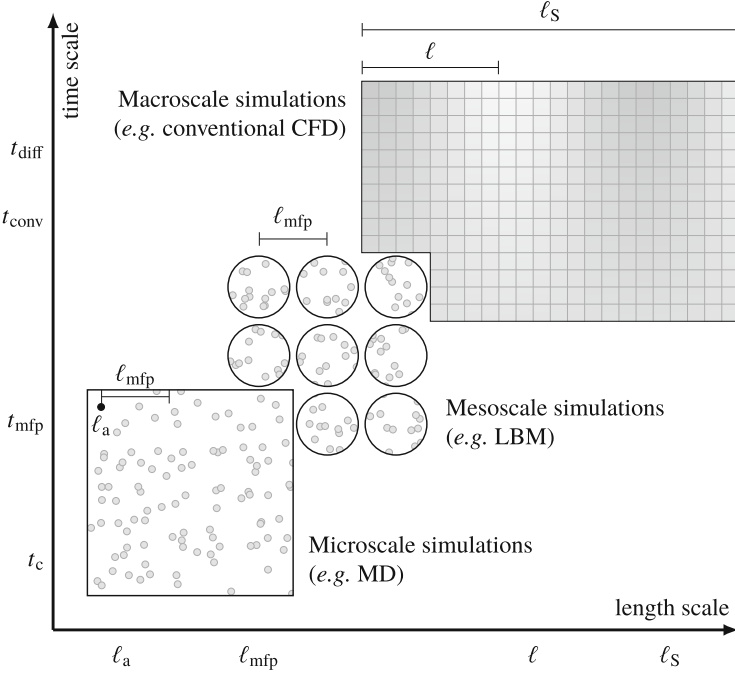 ℓS
time scale
ℓ
Macroscale simulations
(e.g. conventional CFD)
tdiff
tconv
ℓmfp
ℓmfp
ℓa
tmfp
Mesoscale simulations
(e.g. LBM)
Microscale simulations
(e.g. MD)
tc
length scale
ℓa ℓmfp ℓ ℓS